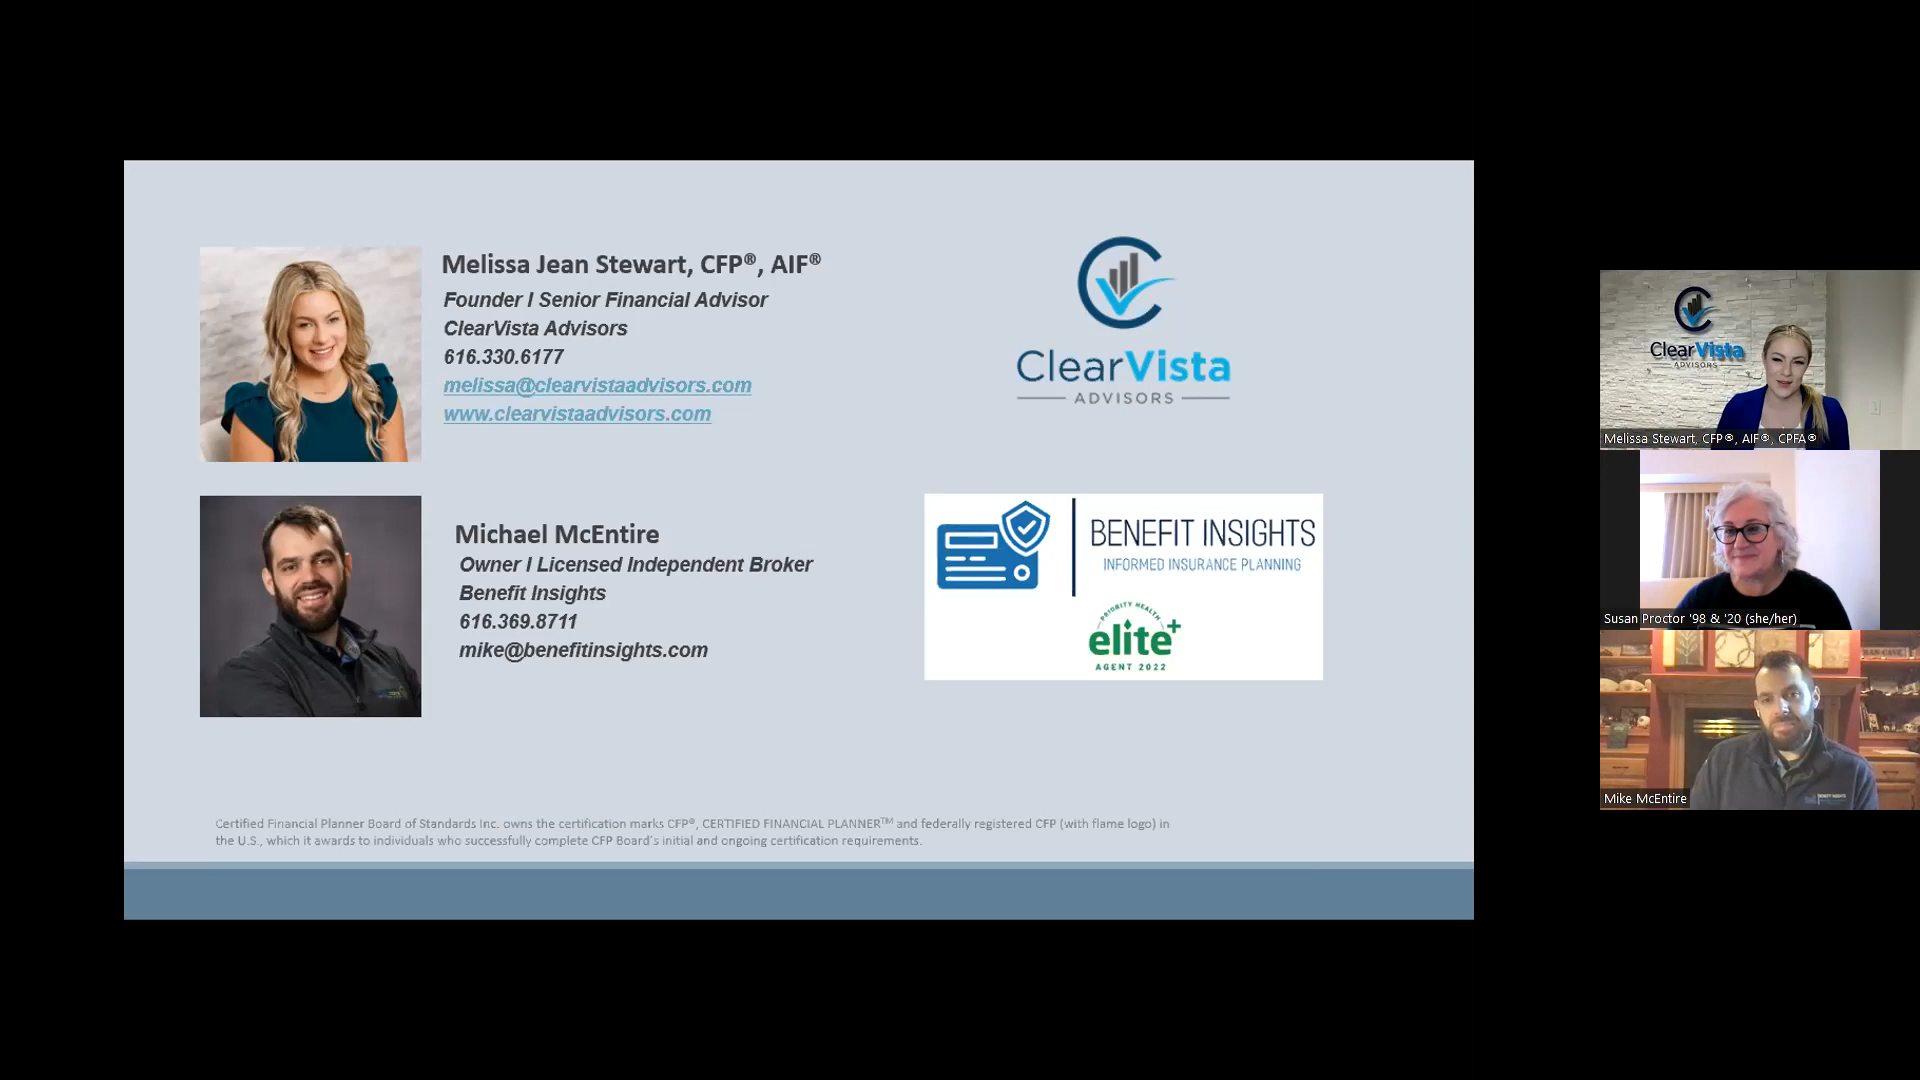 Melissa Jean Stewart, CFP®, AIF®
Founder I Senior Financial Advisor
ClearVista Advisors
616.330.6177
melissa@clearvistaadvisors.com
www.clearvistaadvisors.com
ClearVista
ADVISORS
Michael McEntire
Owner I Licensed Independent Broker
Benefit Insights
616.369.8711
mike@benefitinsights.com
BENEFIT INSIGHTS
INFORMED INSURANCE PLANNING
PRIORITY HEALTH
elite+
AGENT 2022
Certified Financial Planner Board of Standards Inc. owns the certification marks CFP®, CERTIFIED FINANCIAL PLANNER™ and federally registered CFP (with flame logo) in
the U.S., which it awards to individuals who successfully complete CFP Board's initial and ongoing certification requirements.
ClearVista
ADVISORS
Melissa Stewart, CFP®, AIF®, CPFA®
Susan Proctor '98 & '20 (she/her)
BENEFIT INSIGHTS
Mike McEntire